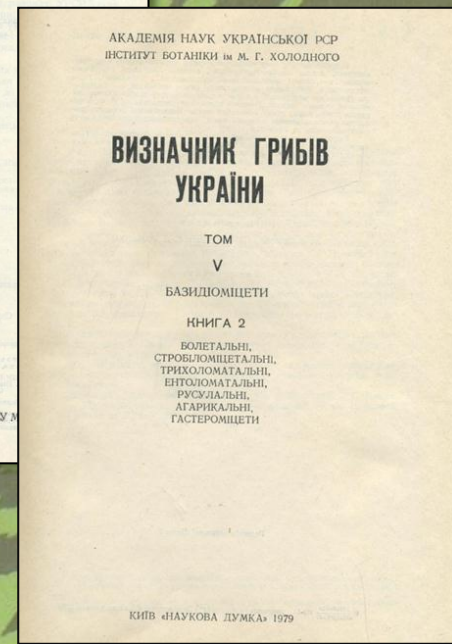 АКАДЕМІЯ НАУК УКРАЇНСЬКОЇ РСР
ІНСТИТУТ БОТАНІКИ ім М. Г. ХОЛОДНОГО
ВИЗНАЧНИК ГРИБІВ
УКРАЇНИ
ТОМ
V
БАЗИДІОМІЦЕТИ
КНИГА 2
БОЛЕТАЛЬНІ,
СТРОБІЛОМІЦЕТАЛЬНІ,
ТРИХОЛОМАТАЛЬНІ,
ЕНТОЛОМАТАЛЬНІ,
РУСУЛАЛЬНІ,
АГАРИКАЛЬНІ,
ГАСТЕРОМІЦЕТИ
КИЇВ «НАУКОВА ДУМКА» 1979